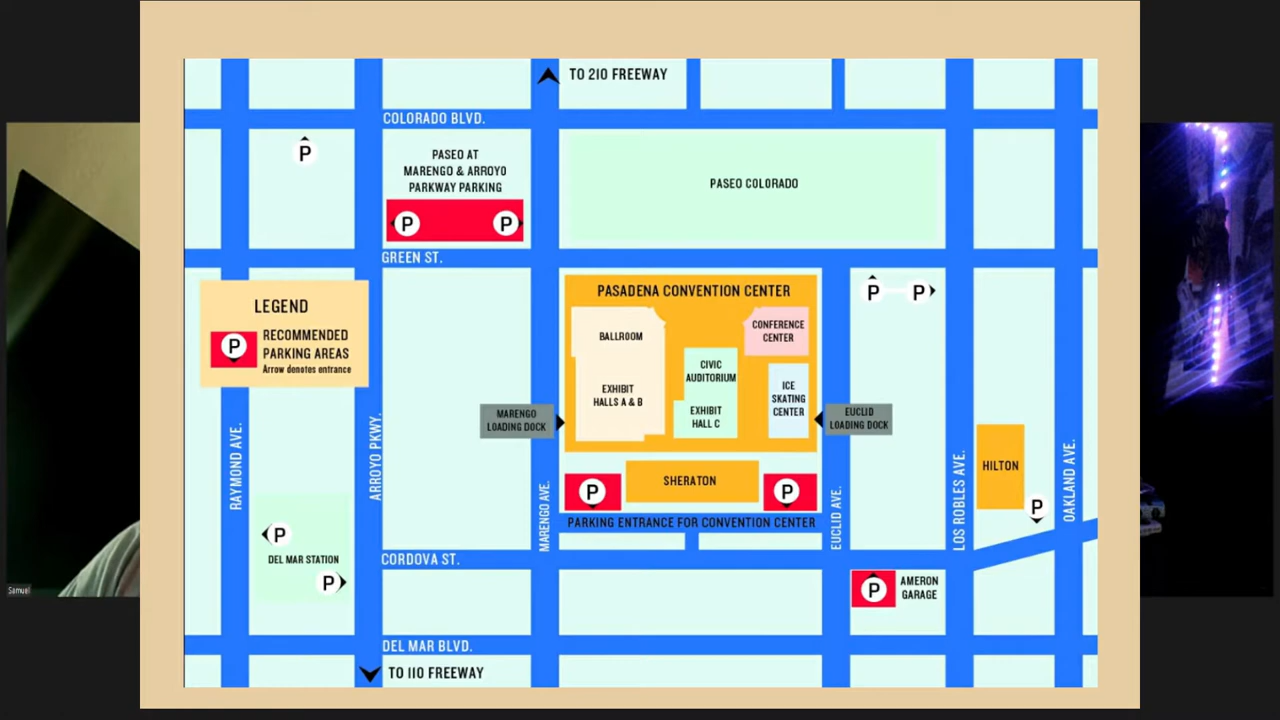 TO 210 FREEWAY
COLORADO BLVD.
P
PASEO AT
MARENGO & ARROYO
PARKWAY PARKING
P P
PASEO COLORADO
GREEN ST.
LEGEND
P
RECOMMENDED
PARKING AREAS
Arrow denotes entrance
PASADENA CONVENTION CENTER
BALLROOM
EXHIBIT
HALLS A & B
CONFERENCE
CENTER
CIVIC
AUDITORIUM
EXHIBIT
HALL C
ICE
SKATING
CENTER
P P
MARENGO
LOADING DOCK
EUCLID
LOADING DOCK
RAYMOND AVE.
ARROYO PKWY.
MARENGO AVE.
EUCLID AVE.
LOS ROBLES AVE.
OAKLAND AVE.
HILTON
P
P
SHERATON
P
PARKING ENTRANCE FOR CONVENTION CENTER
P
DEL MAR STATION
P
CORDOVA ST.
P
AMERON
GARAGE
DEL MAR BLVD.
TO 110 FREEWAY
Samuel